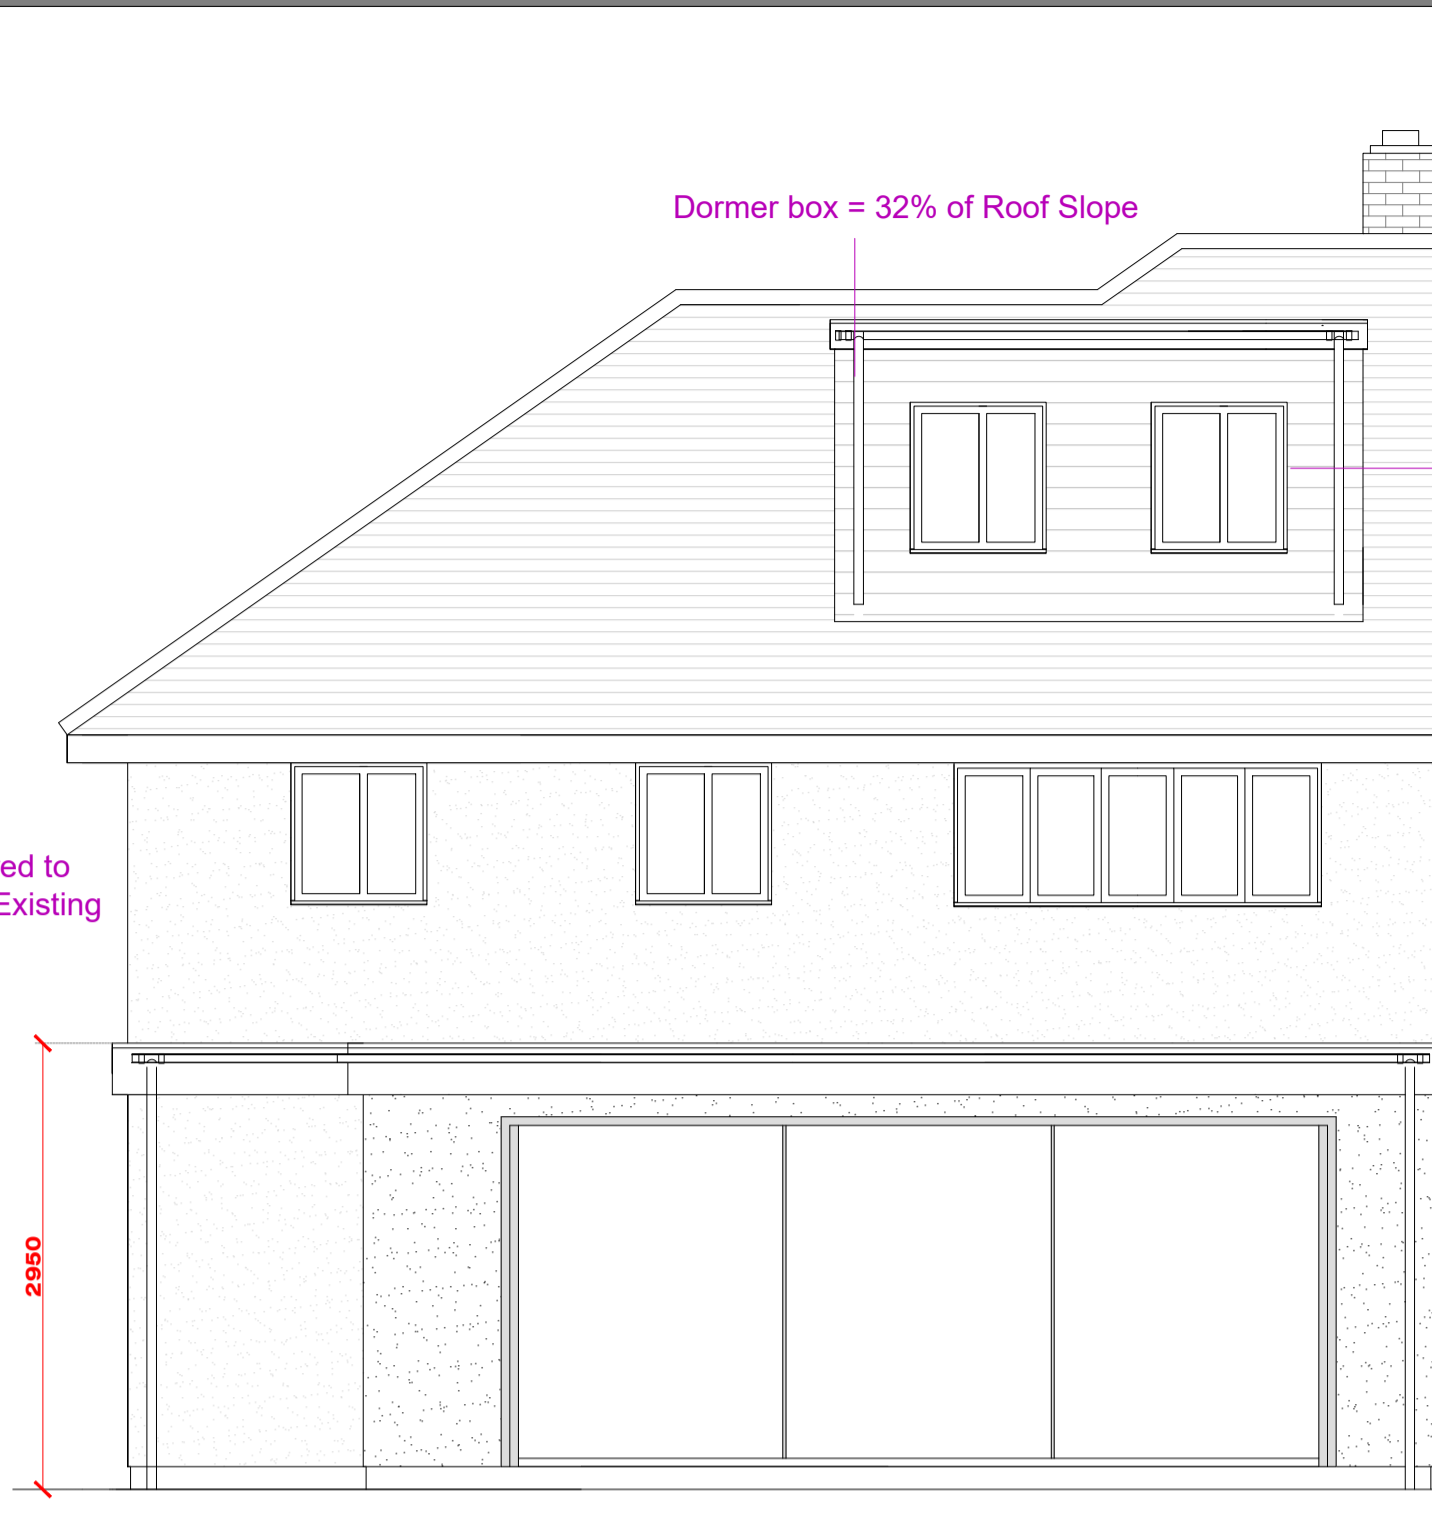 Dormer box = 32% of Roof Slope
ed to
Existing
2950